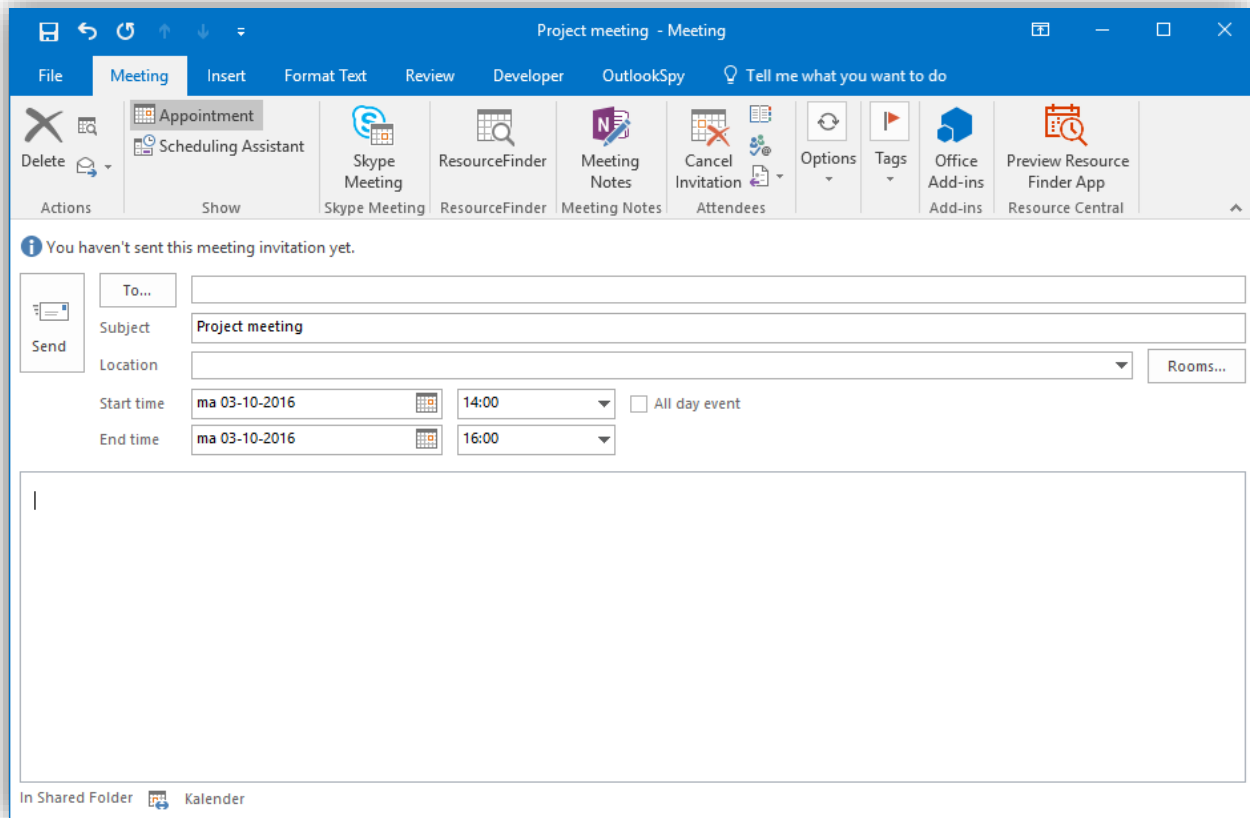 Project meeting - Meeting
File Meeting Insert Format Text Review Developer OutlookSpy Tell me what you want to do
Delete
Actions
Appointment
Scheduling Assistant
Show
Skype
Meeting
Skype Meeting
ResourceFinder
ResourceFinder
Meeting
Notes
Meeting Notes
Cancel
Invitation
Attendees
Options
Tags
Office
Add-ins
Add-ins
Preview Resource
Finder App
Resource Central
You haven't sent this meeting invitation yet.
Send
To...
Subject Project meeting
Location Rooms...
Start time ma 03-10-2016 14:00 All day event
End time ma 03-10-2016 16:00
In Shared Folder Kalender